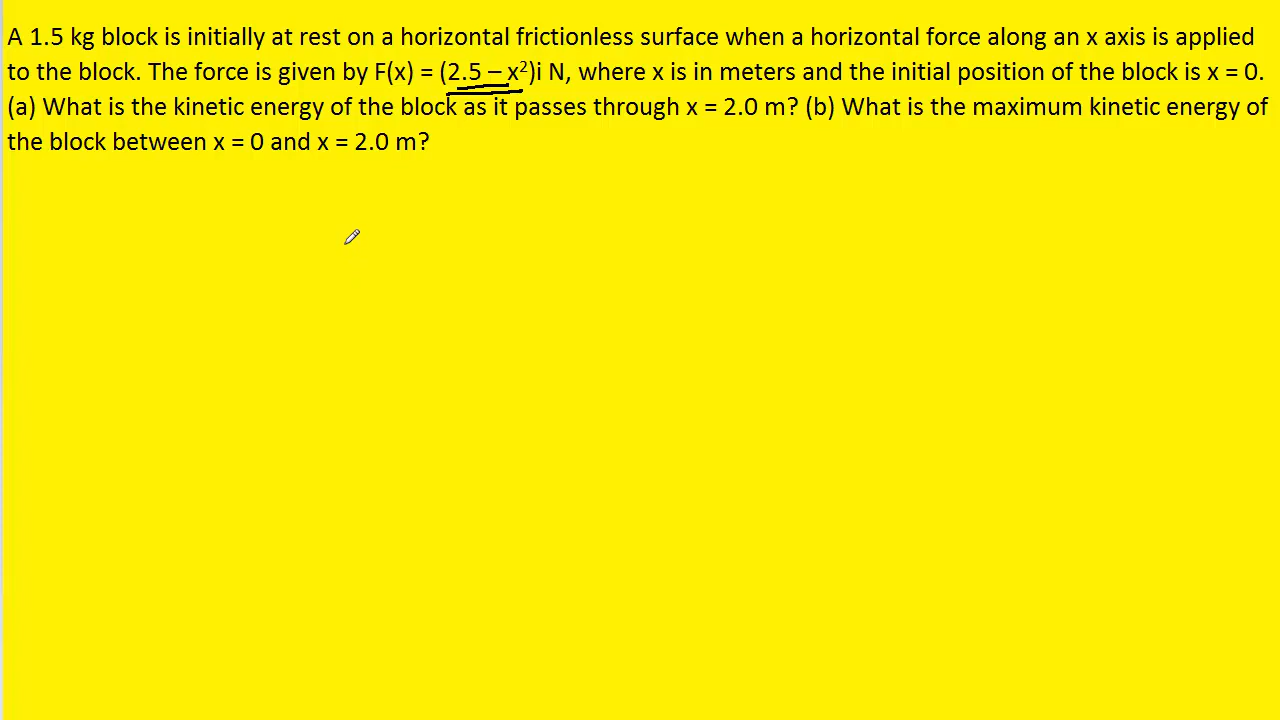 A 1.5 kg block is initially at rest on a horizontal frictionless surface when a horizontal force along an x axis is applied
to the block. The force is given by F(x) = (2.5 – x²)i N, where x is in meters and the initial position of the block is x = 0.
(a) What is the kinetic energy of the block as it passes through x = 2.0 m? (b) What is the maximum kinetic energy of
the block between x = 0 and x = 2.0 m?